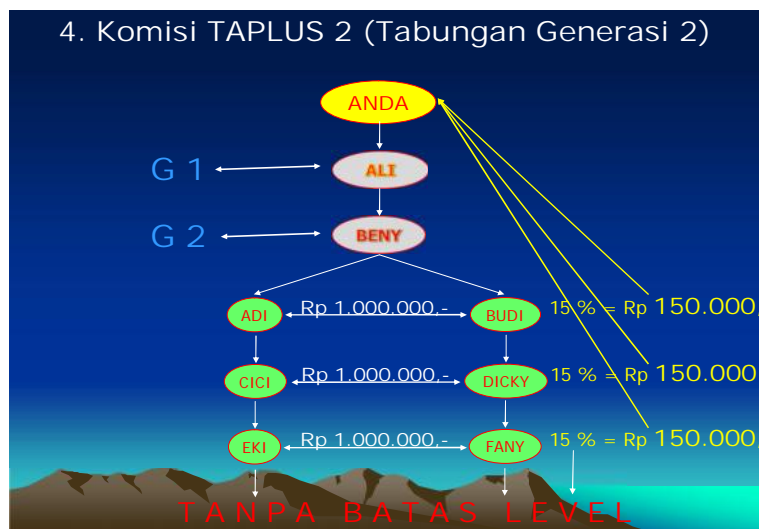 4. Komisi TAPLUS 2 (Tabungan Generasi 2)
ANDA
G 1
ALI
G 2
BENY
ADI Rp 1.000.000,- BUDI 15 % = Rp 150.000,
CICI Rp 1.000.000,- DICKY 15 % = Rp 150.000
EKI Rp 1.000.000,- FANY 15 % = Rp 150.000,
TANPA BATAS LEVEL